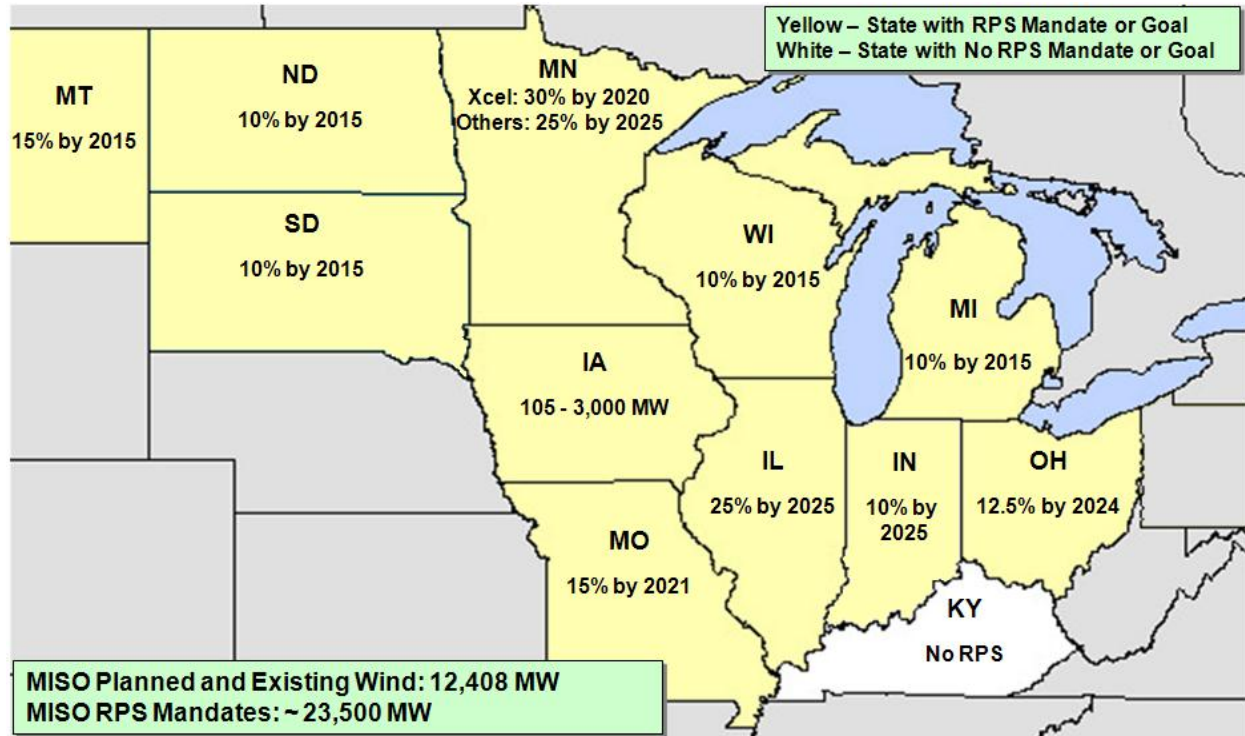 Yellow – State with RPS Mandate or Goal
White – State with No RPS Mandate or Goal
MT
15% by 2015
ND
10% by 2015
MN
Xcel: 30% by 2020
Others: 25% by 2025
SD
10% by 2015
WI
10% by 2015
MI
10% by 2015
IA
105 - 3,000 MW
IL
25% by 2025
IN
10% by
2025
OH
12.5% by 2024
MO
15% by 2021
KY
No RPS
MISO Planned and Existing Wind: 12,408 MW
MISO RPS Mandates: ~ 23,500 MW